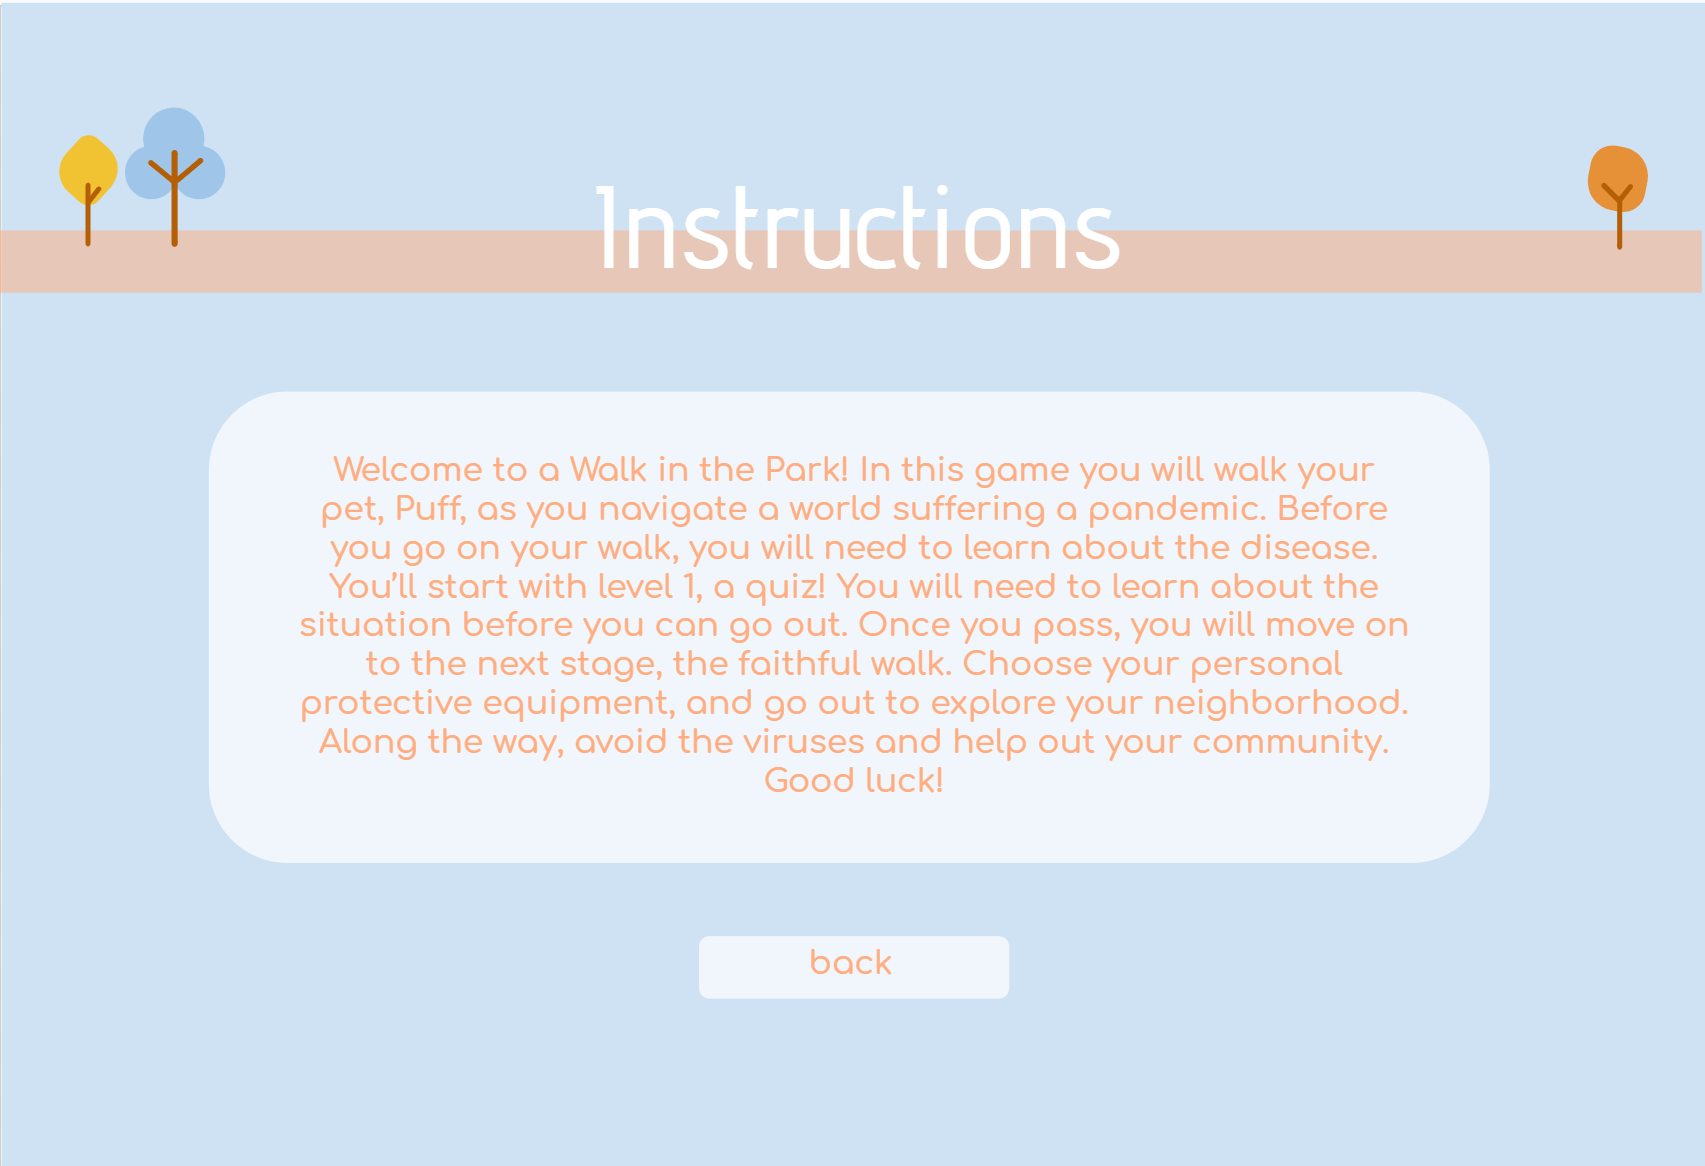 Instructions
Welcome to a Walk in the Park! In this game you will walk your
pet, Puff, as you navigate a world suffering a pandemic. Before
you go on your walk, you will need to learn about the disease.
You’ll start with level 1, a quiz! You will need to learn about the
situation before you can go out. Once you pass, you will move on
to the next stage, the faithful walk. Choose your personal
protective equipment, and go out to explore your neighborhood.
Along the way, avoid the viruses and help out your community.
Good luck!
back